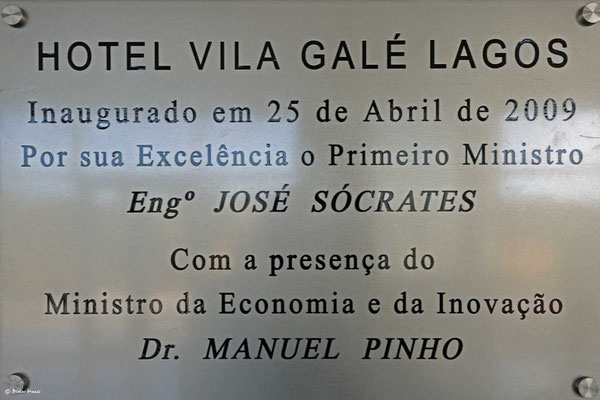 HOTEL VILA GALÉ LAGOS
Inaugurado em 25 de Abril de 2009
Por sua Excelência o Primeiro Ministro
Engº JOSÉ SÓCRATES
Com a presença do
Ministro da Economia e da Inovação
Dr. MANUEL PINHO
©